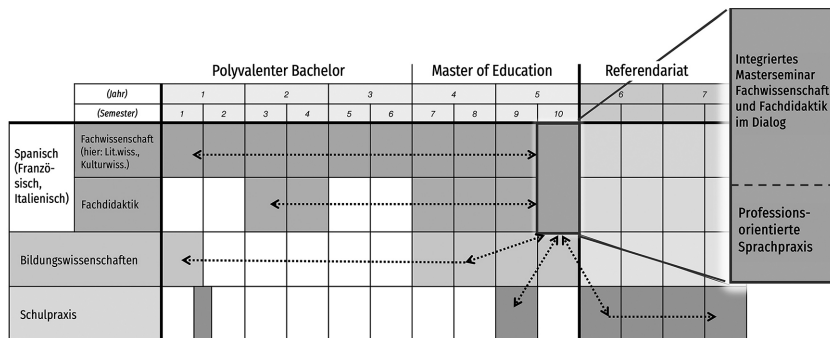 Polyvalenter Bachelor
Master of Education
Referendariat
(Jahr) 1 2 3 4 5 6 7
(Semester) 1 2 3 4 5 6 7 8 9 10
Spanisch
(Franzö-
sisch,
Italienisch)
Fachwissenschaft
(hier: Lit.wiss.,
Kulturwiss.)
Fachdidaktik
Bildungswissenschaften
Schulpraxis
Integriertes
Masterseminar
Fachwissenschaft
und Fachdidaktik
im Dialog
Professions-
orientierte
Sprachpraxis